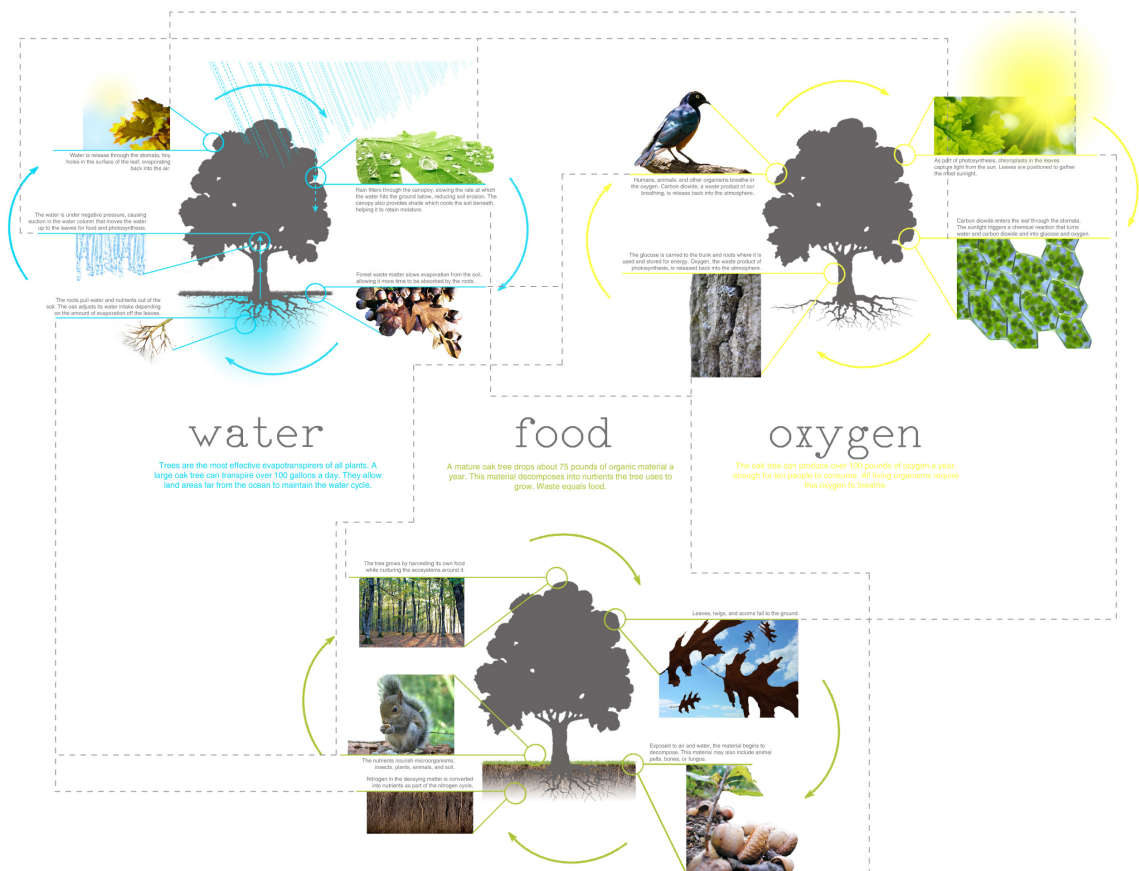 Water is release through the stomata, tiny
holes in the surface of the leaf, evaporating
back into the air.
Rain filters through the canopoy, slowing the rate at which
the water hits the ground below, reducing soil erosion. The
canopy also provides shade which cools the soil beneath,
helping it to retain moisture.
The water is under negative pressure, causing
suction in the water column that moves the water
up to the leaves for food and photosynthesis.
Forest waste matter slows evaporation from the soil,
allowing it more time to be absorbed by the roots.
The roots pull water and nutrients out of the
soil. The oak adjusts its water intake depending
on the amount of evaporation off the leaves.
Humans, animals, and other organisms breathe in
the oxygen. Carbon dioxide, a waste product of our
breathing, is release back into the atmosphere.
As part of photosynthesis, chloroplasts in the leaves
capture light from the sun. Leaves are positioned to gather
the most sunlight.
Carbon dioxide enters the leaf through the stomata.
The sunlight triggers a chemical reaction that turns
water and carbon dioxide and into glucose and oxygen.
The glucose is carried to the trunk and roots where it is
used and stored for energy. Oxygen, the waste product of
photosynthesis, is released back into the atmosphere.
water
Trees are the most effective evapotranspirers of all plants. A
large oak tree can transpire over 100 gallons a day. They allow
land areas far from the ocean to maintain the water cycle.
food
A mature oak tree drops about 75 pounds of organic material a
year. This material decomposes into nurtients the tree uses to
grow. Waste equals food.
oxygen
The oak tree can produce over 100 pounds of oxygen a year,
enough for ten people to consume. All living organisms require
this oxygen to breathe.
The tree grows by harvesting its own food
while nurturing the ecosystems around it.
Leaves, twigs, and acorns fall to the ground.
Exposed to air and water, the material begins to
decompose. This material may also include animal
pelts, bones, or fungus.
The nutrients nourish microorganisms,
insects, plants, animals, and soil.
Nitrogen in the decaying matter is converted
into nutrients as part of the nitrogen cycle.